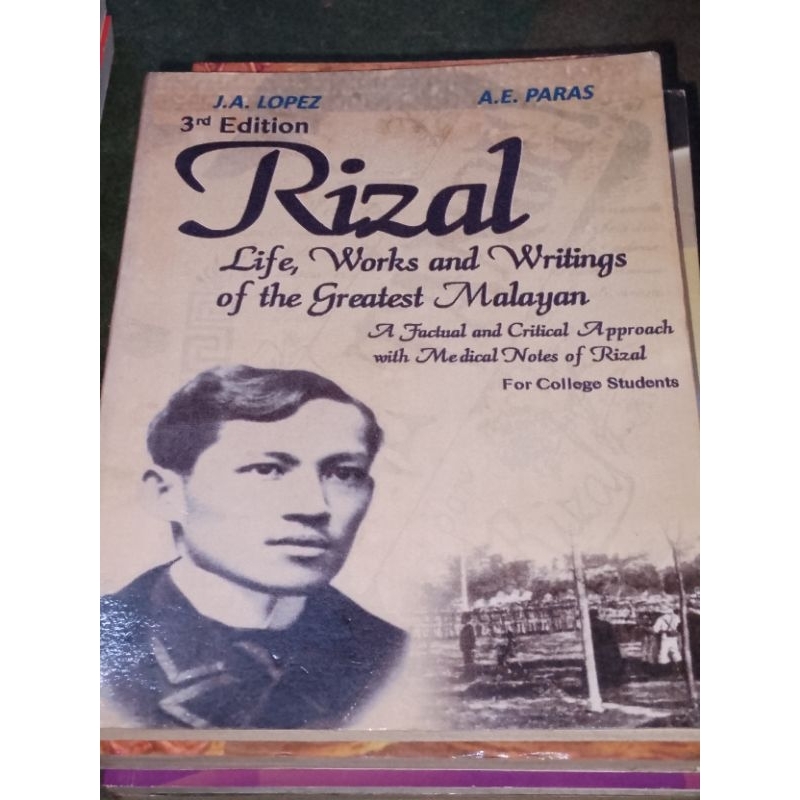 J.A. LOPEZ A.E. PARAS
3rd Edition
Rizal
Life, Works and Writings
of the Greatest Malayan
A Factual and Critical Approach
with Medical Notes of Rizal
For College Students